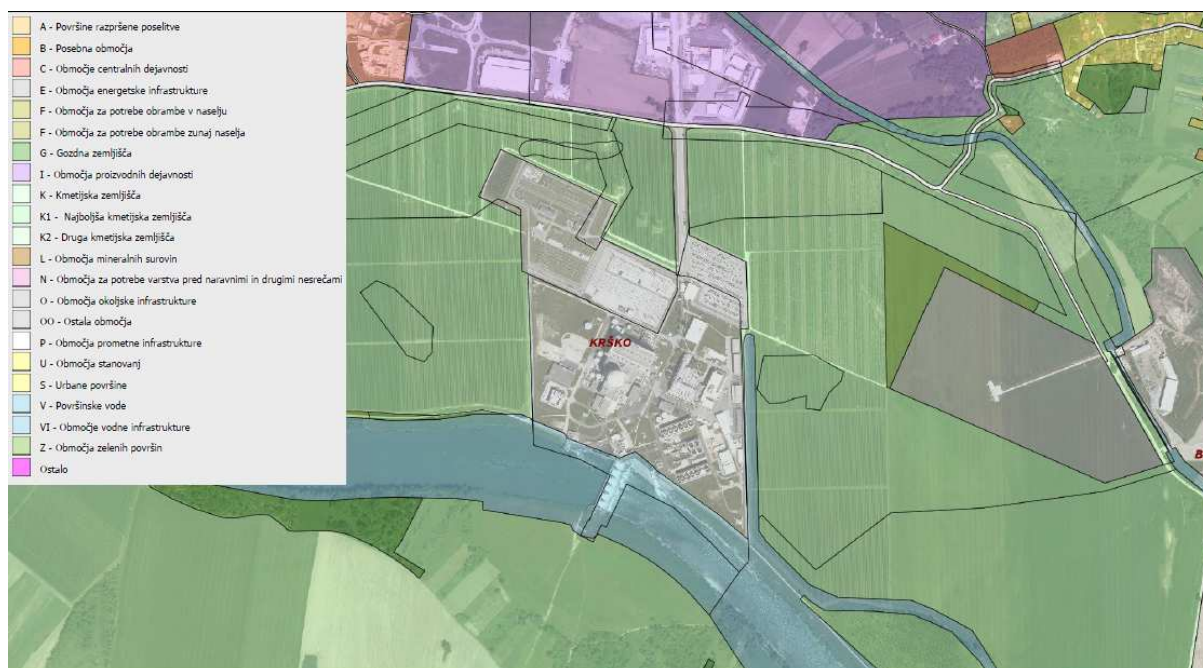 A - Površine razpršene poselitve
B - Posebna območja
C - Območje centralnih dejavnosti
E - Območja energetske infrastrukture
F - Območja za potrebe obrambe v naselju
F - Območja za potrebe obrambe zunaj naselja
G - Gozdna zemljišča
I - Območja proizvodnih dejavnosti
K - Kmetijska zemljišča
K1 - Najboljša kmetijska zemljišča
K2 - Druga kmetijska zemljišča
L - Območja mineralnih surovin
N - Območja za potrebe varstva pred naravnimi in drugimi nesrečami
O - Območja okoljske infrastrukture
OO - Ostala območja
P - Območja prometne infrastrukture
U - Območja stanovanj
S - Urbane površine
V - Površinske vode
VI - Območje vodne infrastrukture
Z - Območja zelenih površin
Ostalo
KRŠKO
B